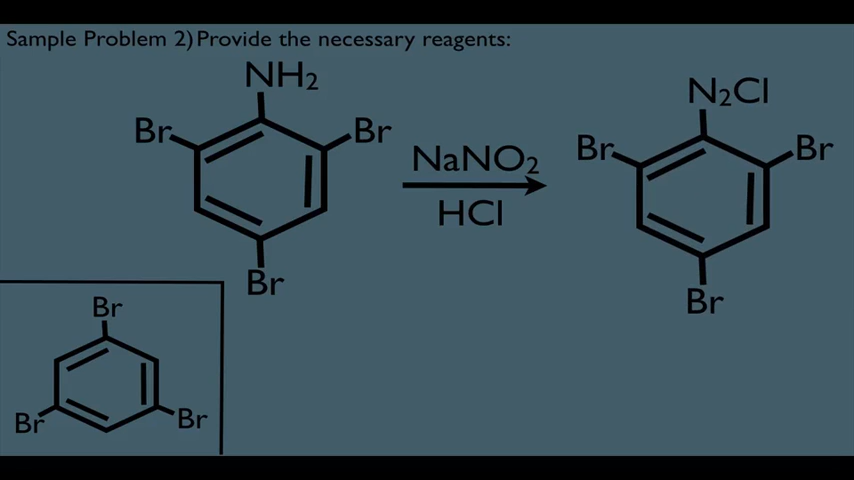 Sample Problem 2) Provide the necessary reagents:
NH₂
N₂Cl
Br
Br
NaNO₂
Br
Br
HCl
Br
Br
Br
Br
Br